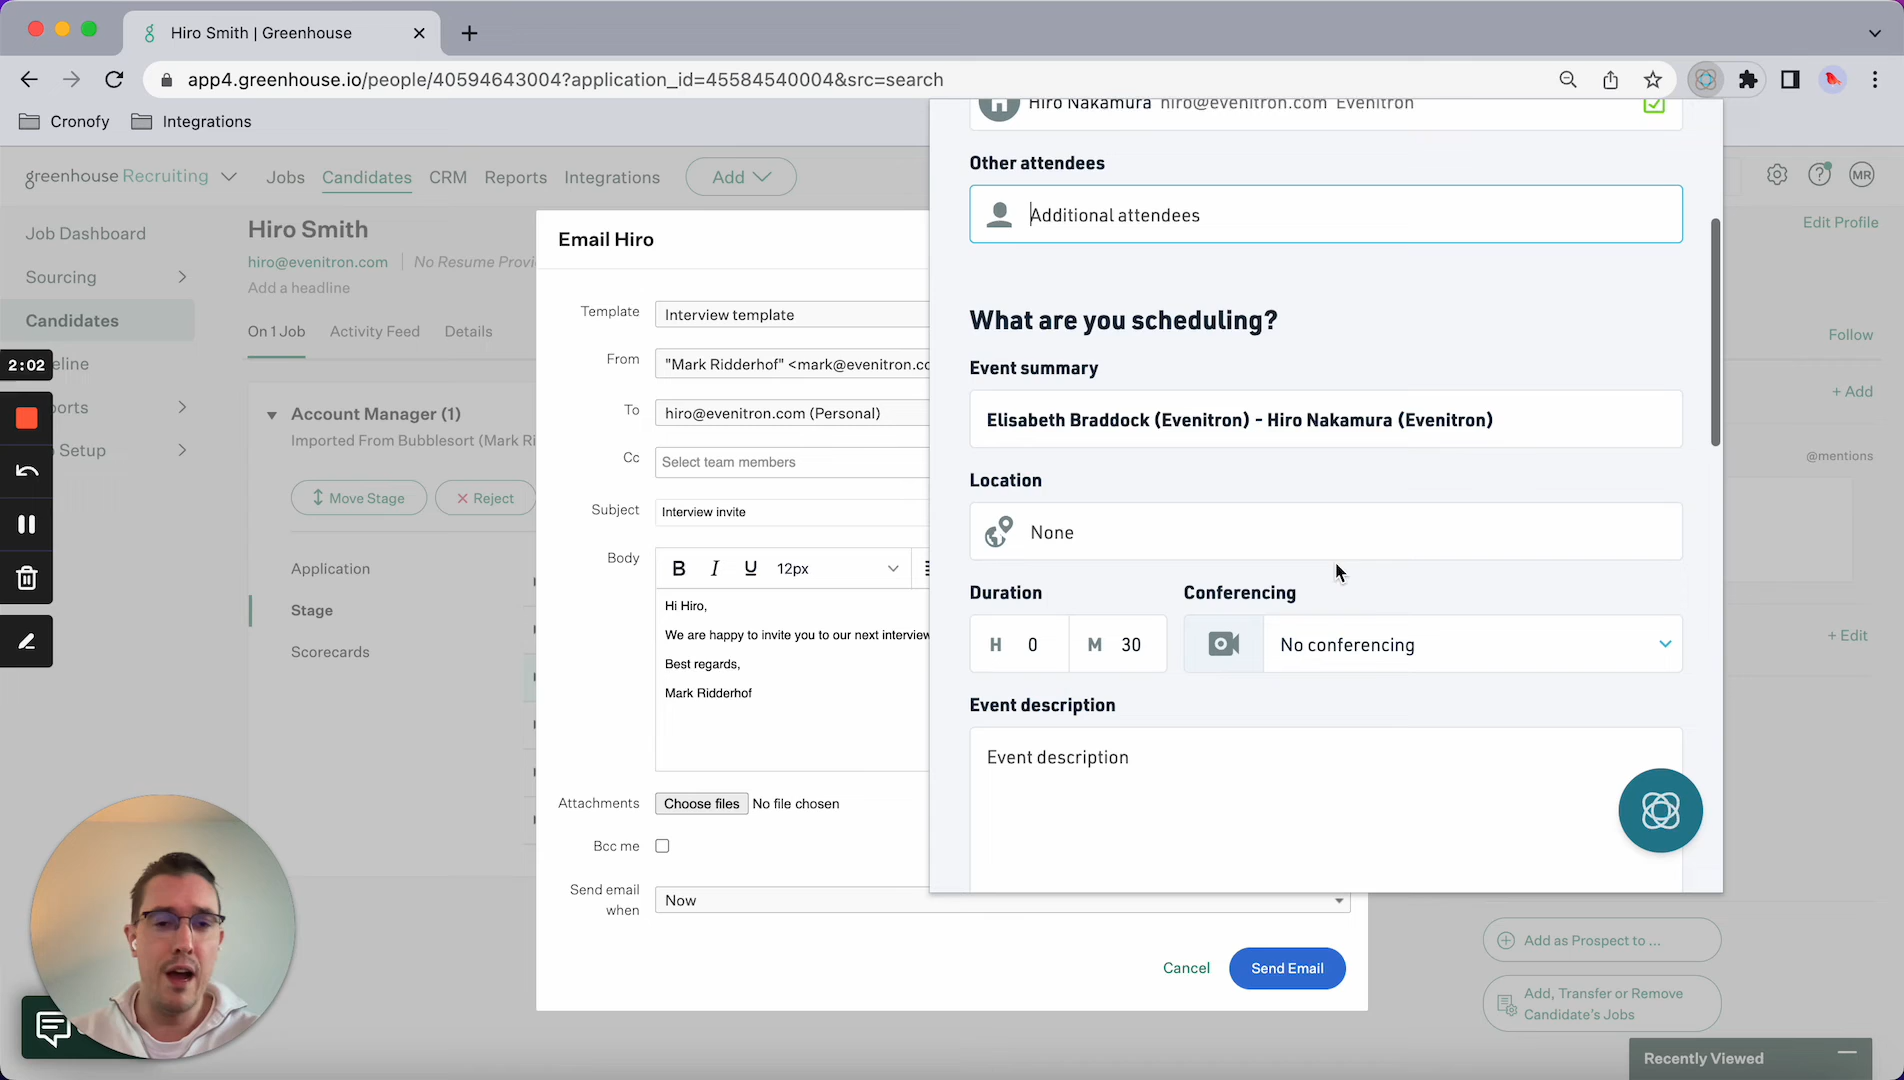 Hiro Smith | Greenhouse
app4.greenhouse.io/people/40594643004?application_id=45584540004&src=search
Cronofy
Integrations
greenhouse Recruiting
Jobs
Candidates
CRM
Reports
Integrations
Add
MR
Job Dashboard
Sourcing
Candidates
eline
orts
Setup
2:02
Hiro Smith
hiro@evenitron.com
No Resume Provi
Add a headline
On 1 Job
Activity Feed
Details
Account Manager (1)
Imported From Bubblesort (Mark Ri
Move Stage
Reject
Application
Stage
Scorecards
Email Hiro
Template
Interview template
From
"Mark Ridderhof" <mark@evenitron.co
To
hiro@evenitron.com (Personal)
Cc
Select team members
Subject
Interview invite
Body
B I U 12px
Hi Hiro,
We are happy to invite you to our next interview
Best regards,
Mark Ridderhof
Attachments
Choose files No file chosen
Bcc me
Send email
when
Now
Cancel
Send Email
H
Hiro Nakamura hiro@evenitron.com Evenitron
Other attendees
Additional attendees
What are you scheduling?
Event summary
Elisabeth Braddock (Evenitron) - Hiro Nakamura (Evenitron)
Location
None
Duration
Conferencing
H 0
M 30
No conferencing
Event description
Event description
Edit Profile
Follow
+ Add
@mentions
+ Edit
Add as Prospect to ...
Add, Transfer or Remove
Candidate's Jobs
Recently Viewed